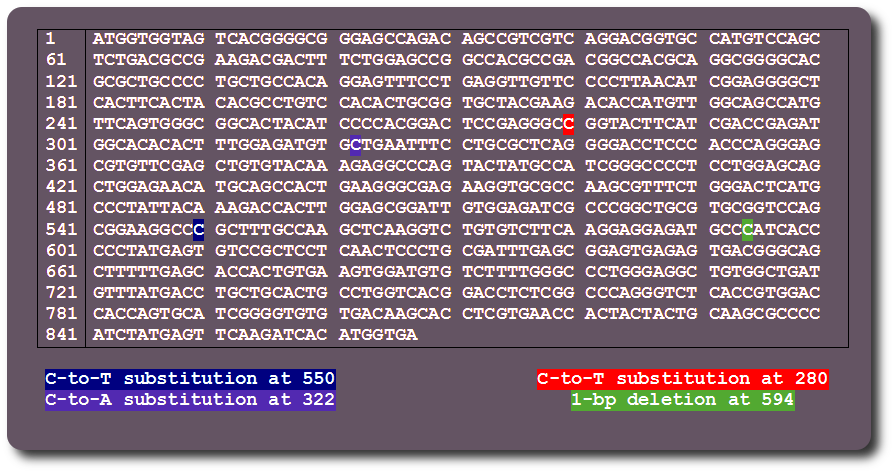 1 ATGGTGGTAG TCACGGGGCG GGAGCCAGAC AGCCGTCGTC AGGACGGTGC CATGTCCAGC
61 TCTGACGCCG AAGACGACTT TCTGGAGCCG GCCACGCCGA CGGCCACGCA GGCGGGGCAC
121 GCGCTGCCCC TGCTGCCACA GGAGTTTCCT GAGGTTGTTC CCCTTAACAT CGGAGGGGCT
181 CACTTCACTA CACGCCTGTC CACACTGCGG TGCTACGAAG ACACCATGTT GGCAGCCATG
241 TTCAGTGGGC GGCACTACAT CCCCACGGAC TCCGAGGGCC GGTACTTCAT CGACCGAGAT
301 GGCACACACT TTGGAGATGTG CTGAATTTC CTGCGCTCAG GGGACCTCCC ACCCAGGGAG
361 CGTGTTCGAG CTGTGTACAA AGAGGCCCAG TACTATGCCA TCGGGCCCCT CCTGGAGCAG
421 CTGGAGAACA TGCAGCCACT GAAGGGCGAG AAGGTGCGCC AAGCGTTTCT GGGACTCATG
481 CCCTATTACA AAGACCACTT GGAGCGGATT GTGGAGATCG CCCGGCTGCG TGCGGTCCAG
541 CGGAAGGCCC GCTTTGCCAA GCTCAAGGTC TGTGTCTTCA AGGAGGAGAT GCCCATCACC
601 CCCTATGAGT GTCCGCTCCT CAACTCCCTG CGATTTGAGC GGAGTGAGAG TGACGGGCAG
661 CTTTTTGAGC ACCACTGTGAA GTGGATGTG TCTTTTGGGC CCTGGGAGGC TGTGGCTGAT
721 GTTTATGACC TGCTGCACTG CCTGGTCACG GACCTCTCGG CCCAGGGTCT CACCGTGGAC
781 CACCAGTGCA TCGGGGTGTG TGACAAGCAC CTCGTGAACC ACTACTACTG CAAGCGCCCC
841 ATCTATGAGT TCAAGATCAC ATGGTGA
C-to-T substitution at 550 C-to-T substitution at 280
C-to-A substitution at 322 1-bp deletion at 594